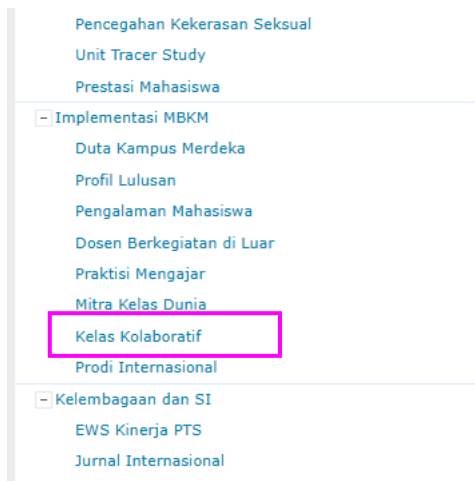 Pencegahan Kekerasan Seksual
Unit Tracer Study
Prestasi Mahasiswa
Implementasi MBKM
Duta Kampus Merdeka
Profil Lulusan
Pengalaman Mahasiswa
Dosen Berkegiatan di Luar
Praktisi Mengajar
Mitra Kelas Dunia
Kelas Kolaboratif
Prodi Internasional
Kelembagaan dan SI
EWS Kinerja PTS
Jurnal Internasional